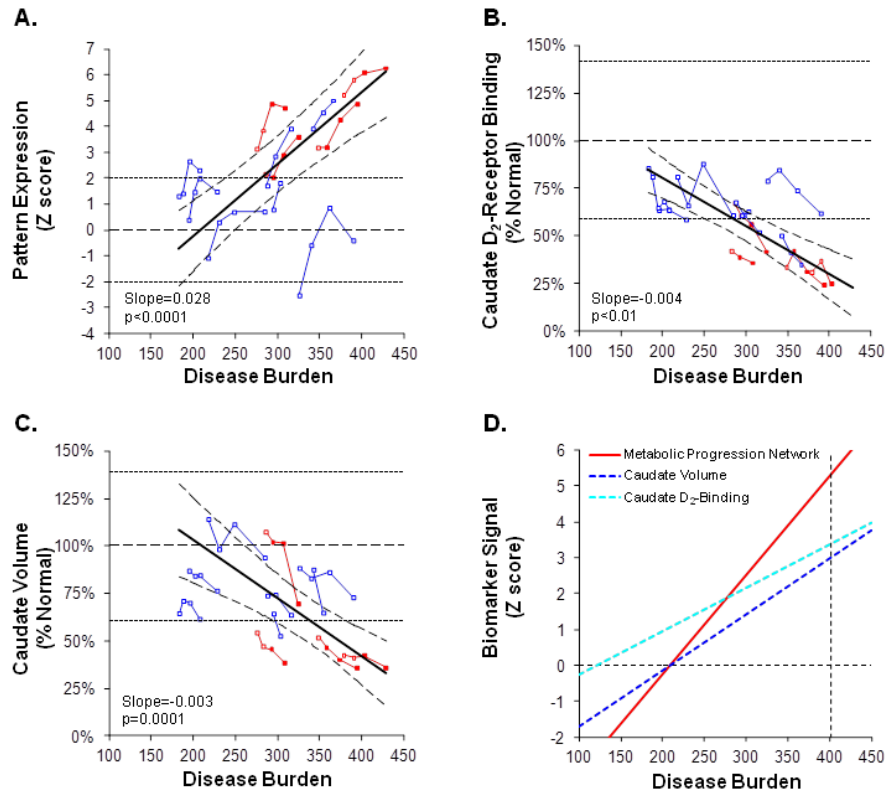 A.
7
6
5
4
3
2
1
0
-1
-2
-3
-4
Pattern Expression
(Z score)
Slope=0.028
p<0.0001
100 150 200 250 300 350 400 450
Disease Burden
B.
150%
125%
100%
75%
50%
25%
0%
Caudate D2-Receptor Binding
(% Normal)
Slope=-0.004
p<0.01
100 150 200 250 300 350 400 450
Disease Burden
C.
150%
125%
100%
75%
50%
25%
0%
Caudate Volume
(% Normal)
Slope=-0.003
p=0.0001
100 150 200 250 300 350 400 450
Disease Burden
D.
6
5
4
3
2
1
0
-1
-2
Biomarker Signal
(Z score)
Metabolic Progression Network
Caudate Volume
Caudate D2-Binding
100 150 200 250 300 350 400 450
Disease Burden